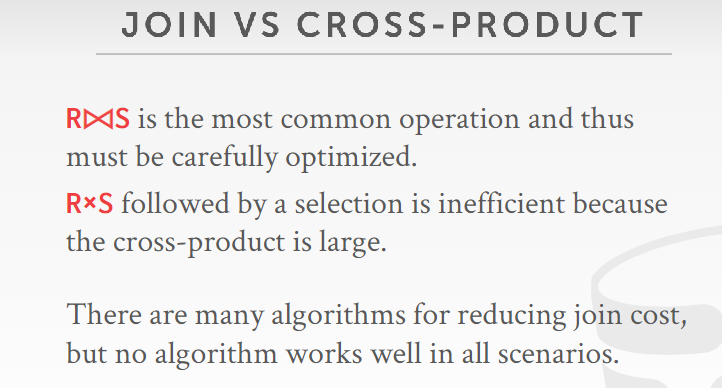 JOIN VS CROSS-PRODUCT
R⋈S is the most common operation and thus
must be carefully optimized.
R×S followed by a selection is inefficient because
the cross-product is large.
There are many algorithms for reducing join cost,
but no algorithm works well in all scenarios.